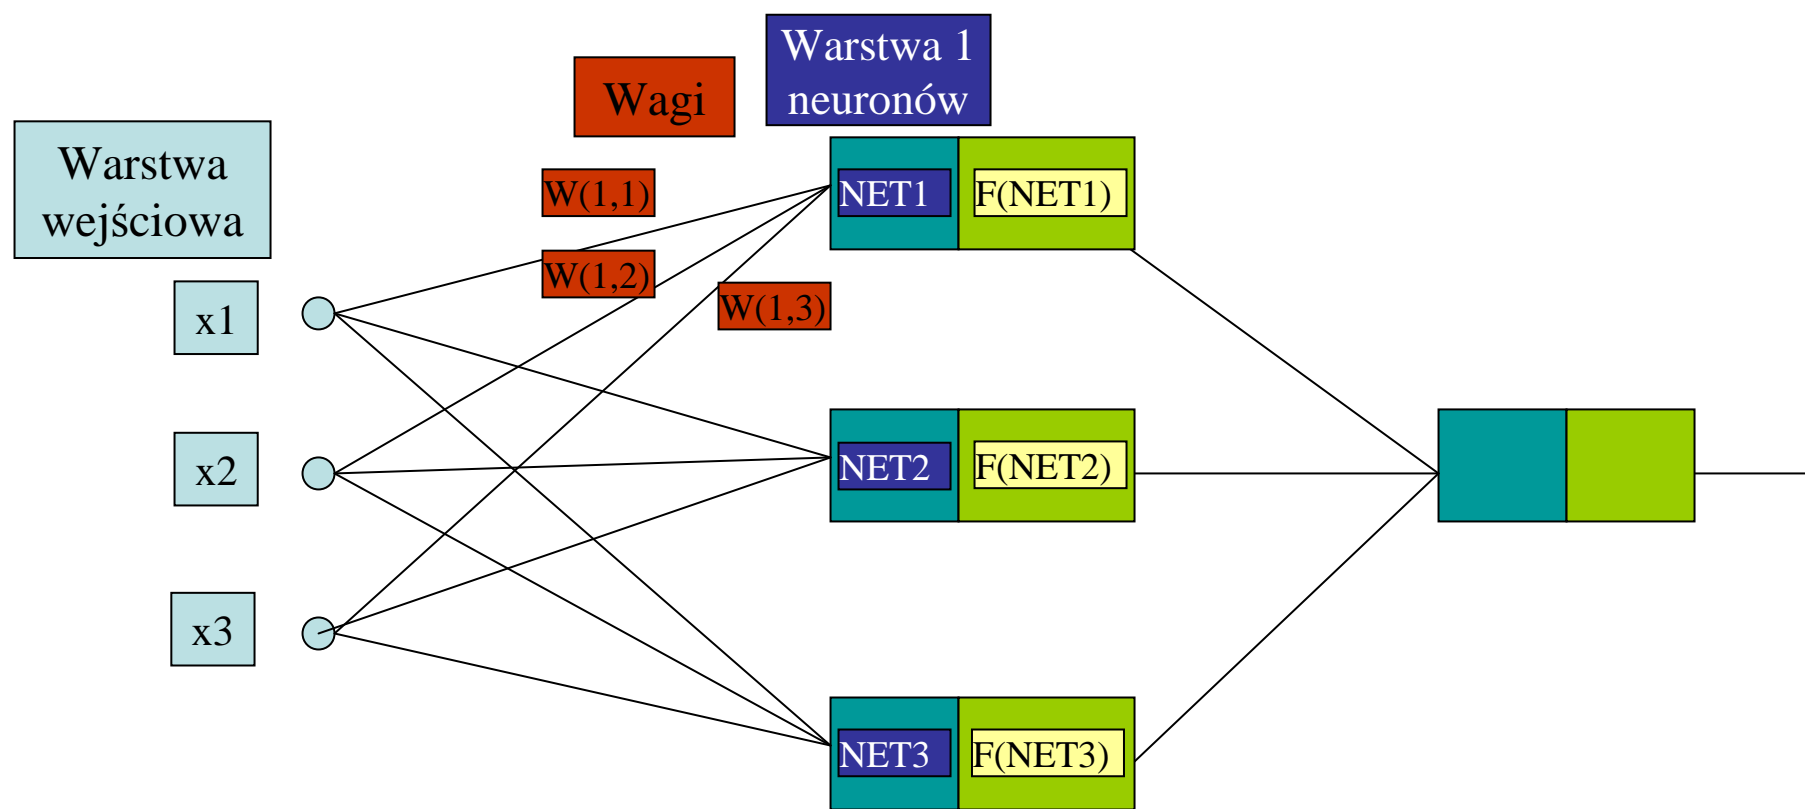 Warstwa 1
neuronów
Wagi
Warstwa
wejściowa
W(1,1)
NET1
F(NET1)
W(1,2)
W(1,3)
x1
x2
NET2
F(NET2)
x3
NET3
F(NET3)